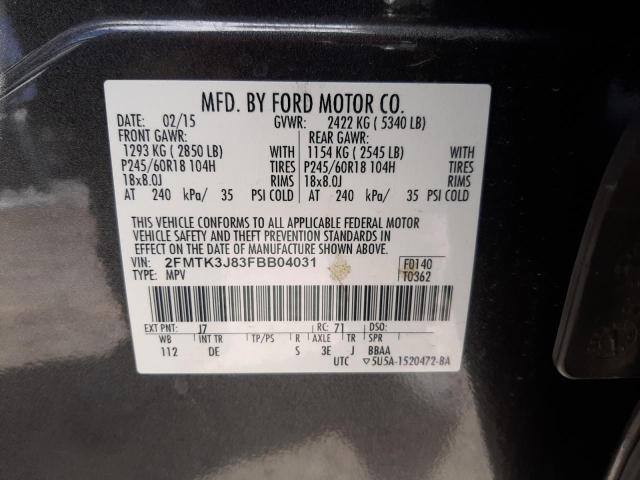 MFD. BY FORD MOTOR CO.
DATE: 02/15 GVWR: 2422 KG ( 5340 LB)
FRONT GAWR: REAR GAWR:
1293 KG ( 2850 LB) WITH 1154 KG ( 2545 LB) WITH
P245/60R18 104H TIRES P245/60R18 104H TIRES
18x8.0J RIMS 18x8.0J RIMS
AT 240 kPa/ 35 PSI COLD AT 240 kPa/ 35 PSI COLD
THIS VEHICLE CONFORMS TO ALL APPLICABLE FEDERAL MOTOR
VEHICLE SAFETY AND THEFT PREVENTION STANDARDS IN
EFFECT ON THE DATE OF MANUFACTURE SHOWN ABOVE.
VIN: 2FMTK3J83FBB04031 F0140
TYPE: MPV T0362
EXT PNT: J7 RC: 71 DSO:
WB INT TR TP/PS R AXLE TR SPR
112 DE S 3E J BBAA
UTC ▽5U5A-1520472-BA